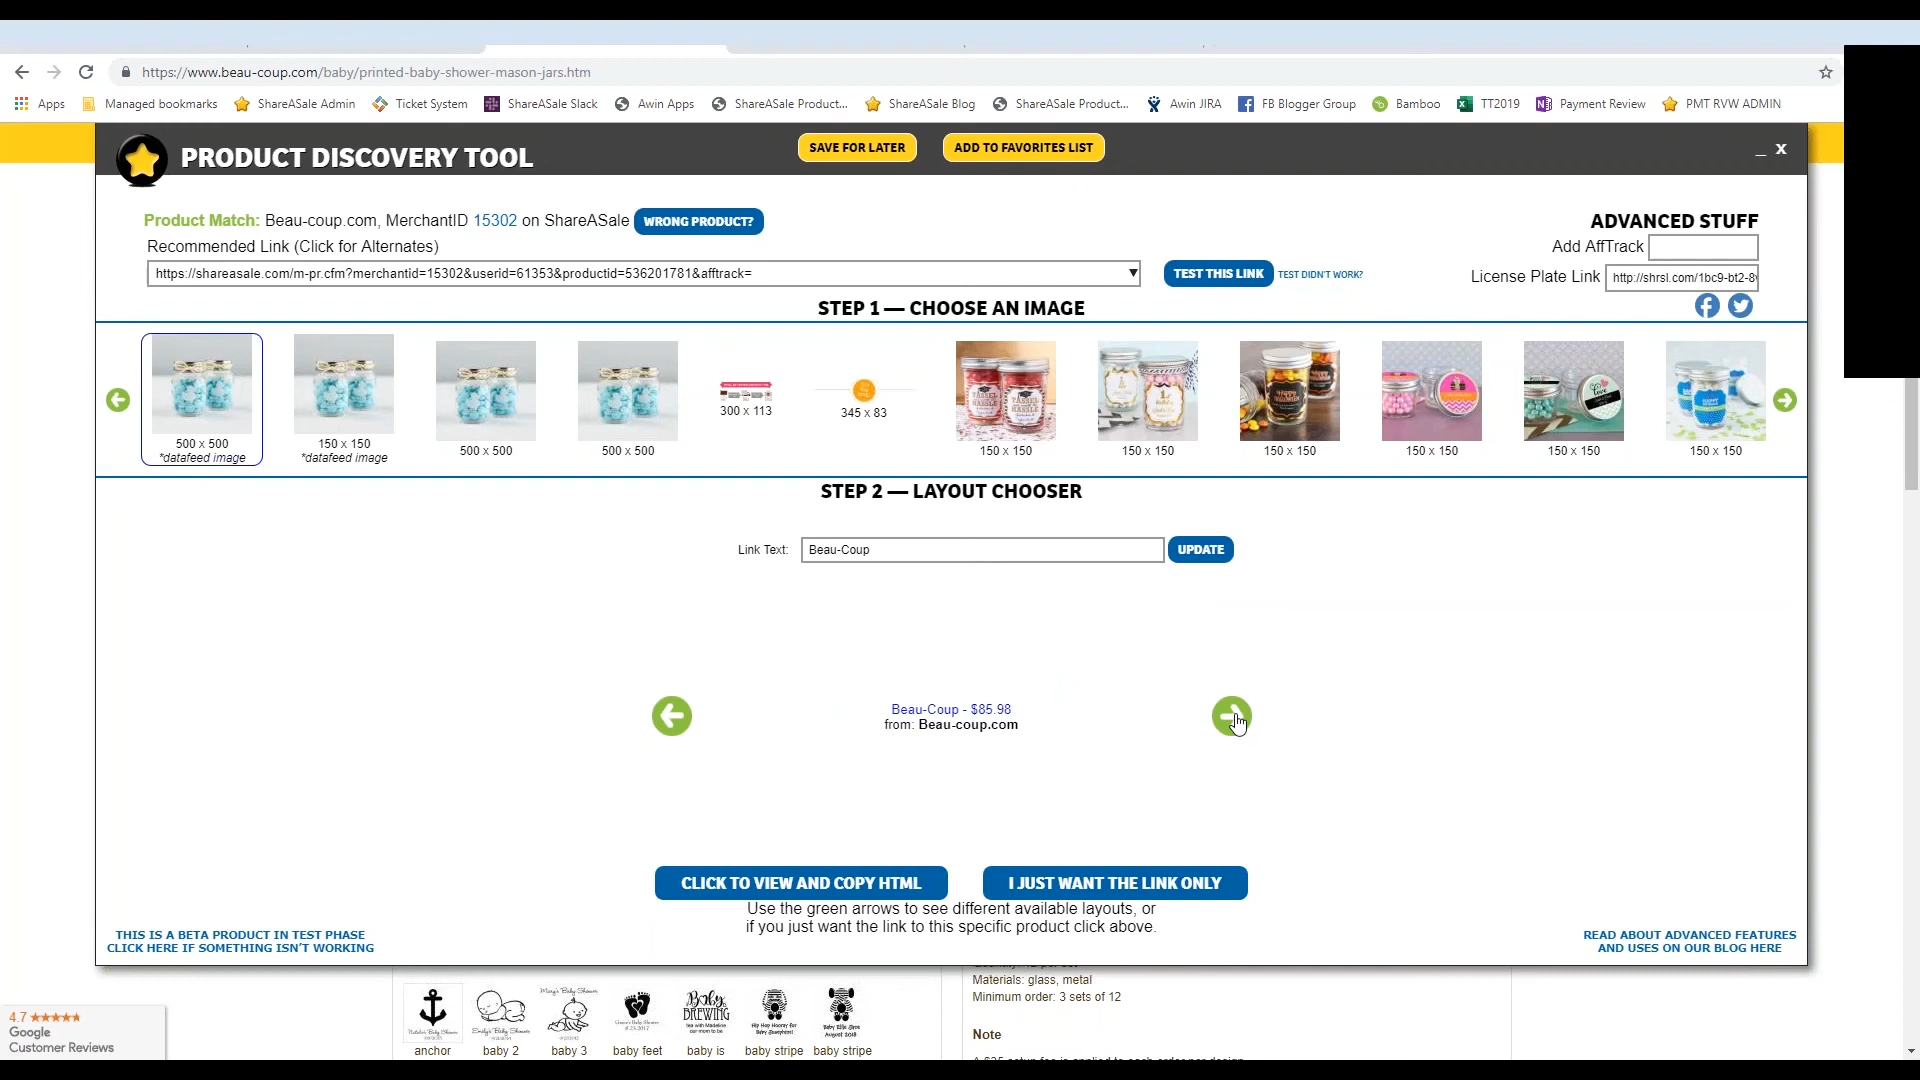 https://www.beau-coup.com/baby/printed-baby-shower-mason-jars.htm
Apps Managed bookmarks ShareASale Admin Ticket System ShareASale Slack Awin Apps ShareASale Product... ShareASale Blog ShareASale Product... Awin JIRA FB Blogger Group Bamboo TT2019 Payment Review PMT RVW ADMIN
PRODUCT DISCOVERY TOOL
SAVE FOR LATER ADD TO FAVORITES LIST
_ X
Product Match: Beau-coup.com, MerchantID 15302 on ShareASale WRONG PRODUCT?
ADVANCED STUFF
Recommended Link (Click for Alternates)
Add AffTrack
https://shareasale.com/m-pr.cfm?merchantid=15302&userid=61353&productid=536201781&afftrack=
TEST THIS LINK TEST DIDN'T WORK?
License Plate Link http://shrsl.com/1bc9-bt2-8
STEP 1 — CHOOSE AN IMAGE
500 x 500
*datafeed image
150 x 150
*datafeed image
500 x 500
500 x 500
300 x 113
345 x 83
150 x 150
150 x 150
150 x 150
150 x 150
150 x 150
150 x 150
STEP 2 — LAYOUT CHOOSER
Link Text: Beau-Coup UPDATE
Beau-Coup - $85.98
from: Beau-coup.com
CLICK TO VIEW AND COPY HTML I JUST WANT THE LINK ONLY
Use the green arrows to see different available layouts, or
if you just want the link to this specific product click above.
THIS IS A BETA PRODUCT IN TEST PHASE
CLICK HERE IF SOMETHING ISN'T WORKING
READ ABOUT ADVANCED FEATURES
AND USES ON OUR BLOG HERE
Materials: glass, metal
Minimum order: 3 sets of 12
Note
4.7
Google
Customer Reviews
anchor baby 2 baby 3 baby feet baby is baby stripe baby stripe